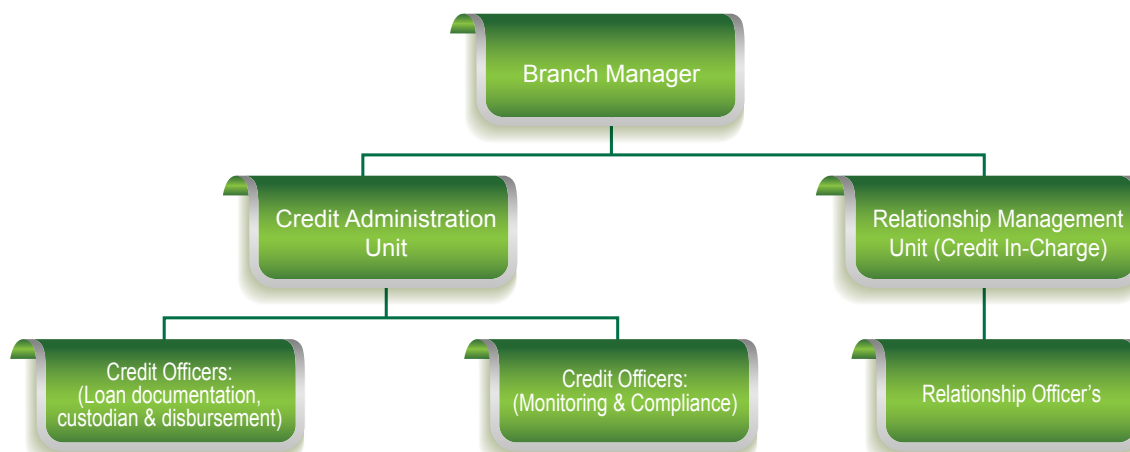 Branch Manager
Credit Administration
Unit
Relationship Management
Unit (Credit In-Charge)
Credit Officers:
(Loan documentation,
custodian & disbursement)
Credit Officers:
(Monitoring & Compliance)
Relationship Officer's